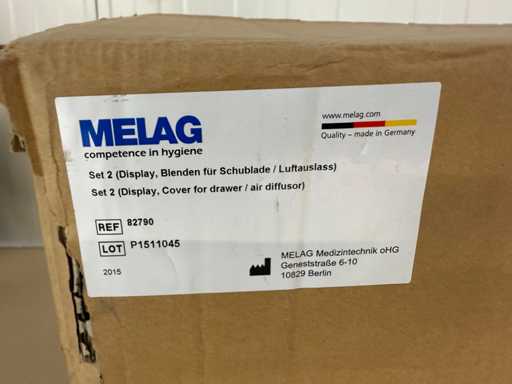 MELAG
competence in hygiene
www.melag.com
Quality – made in Germany
Set 2 (Display, Blenden für Schublade / Luftauslass)
Set 2 (Display, Cover for drawer / air diffusor)
REF 82790
LOT P1511045
2015
MELAG Medizintechnik oHG
Geneststraße 6-10
10829 Berlin